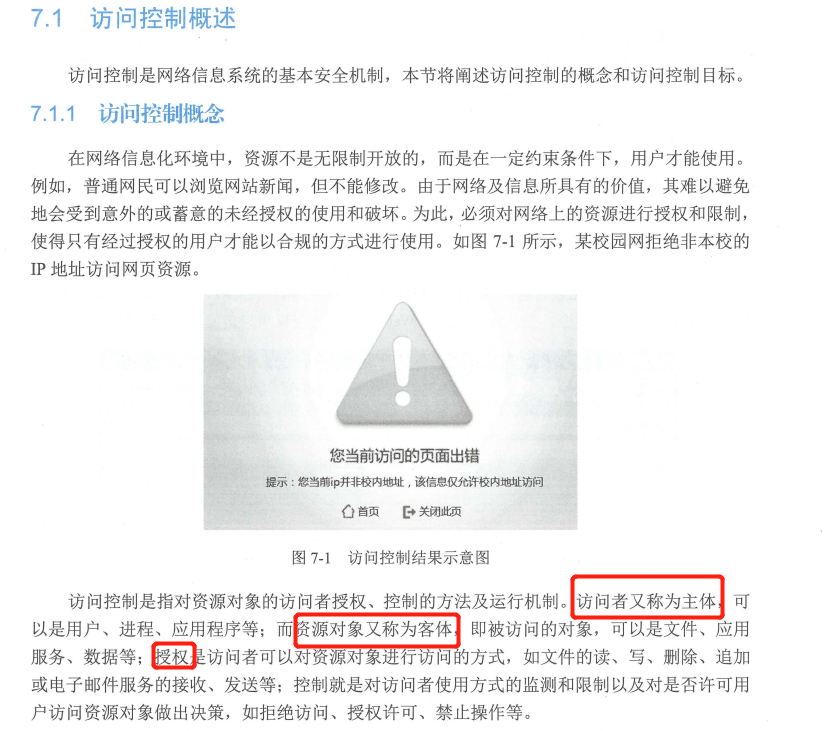 7.1 访问控制概述
访问控制是网络信息系统的基本安全机制，本节将阐述访问控制的概念和访问控制目标。
7.1.1 访问控制概念
在网络信息化环境中，资源不是无限制开放的，而是在一定约束条件下，用户才能使用。
例如，普通网民可以浏览网站新闻，但不能修改。由于网络及信息所具有的价值，其难以避免
地会受到意外的或蓄意的未经授权的使用和破坏。为此，必须对网络上的资源进行授权和限制，
使得只有经过授权的用户才能以合规的方式进行使用。如图 7-1 所示，某校园网拒绝非本校的
IP 地址访问网页资源。
您当前访问的页面出错
提示：您当前ip并非校内地址，该信息仅允许校内地址访问
首页 关闭此页
图 7-1 访问控制结果示意图
访问控制是指对资源对象的访问者授权、控制的方法及运行机制。访问者又称为主体，可
以是用户、进程、应用程序等；而资源对象又称为客体，即被访问的对象，可以是文件、应用
服务、数据等；授权是访问者可以对资源对象进行访问的方式，如文件的读、写、删除、追加
或电子邮件服务的接收、发送等；控制就是对访问者使用方式的监测和限制以及对是否许可用
户访问资源对象做出决策，如拒绝访问、授权许可、禁止操作等。